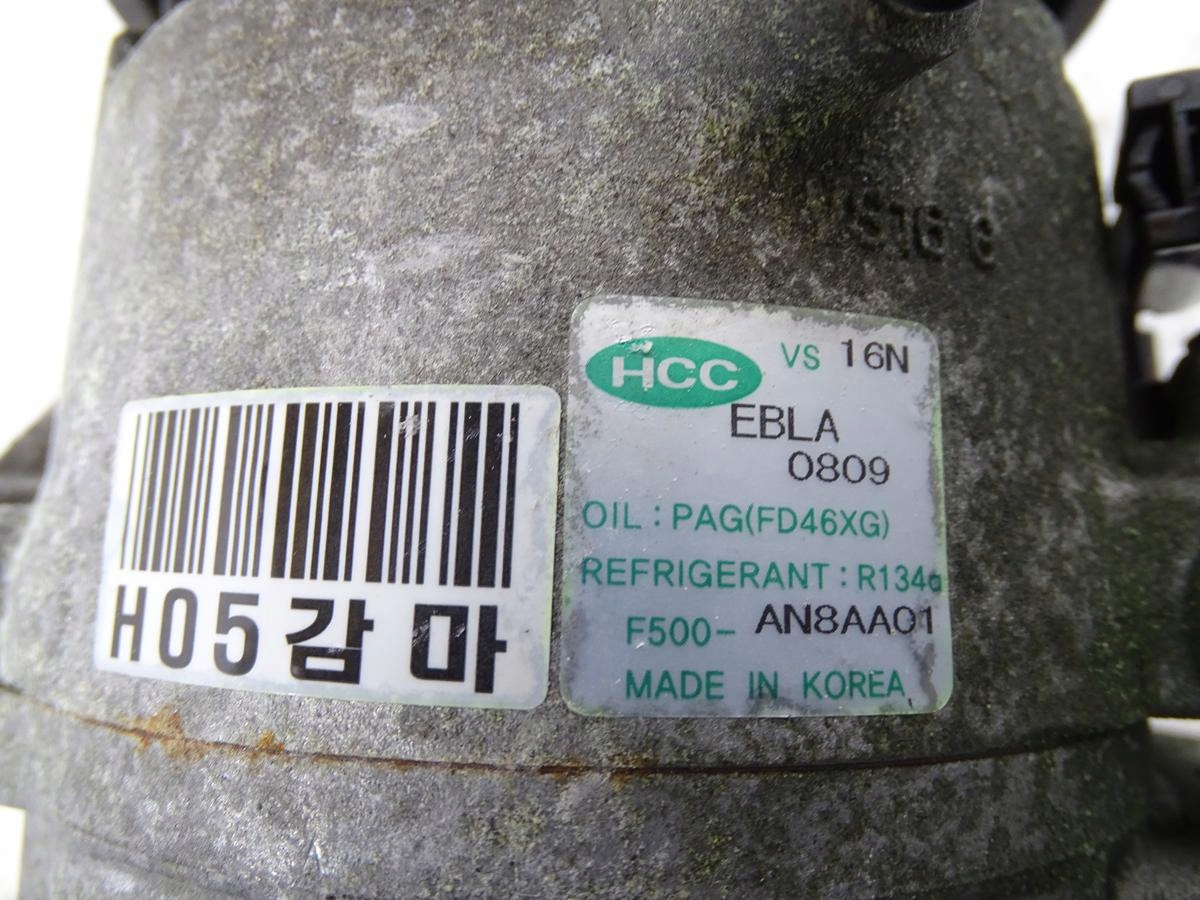 HCC VS 16N
EBLA
0809
OIL : PAG(FD46XG)
REFRIGERANT : R134a
F500- AN8AA01
MADE IN KOREA
H05감마